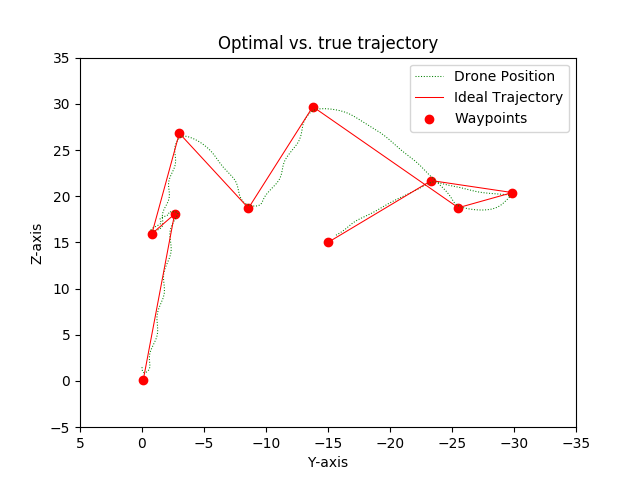 Optimal vs. true trajectory
Drone Position
Ideal Trajectory
Waypoints
35
30
25
20
15
10
5
0
−5
Z-axis
5 0 −5 −10 −15 −20 −25 −30 −35
Y-axis